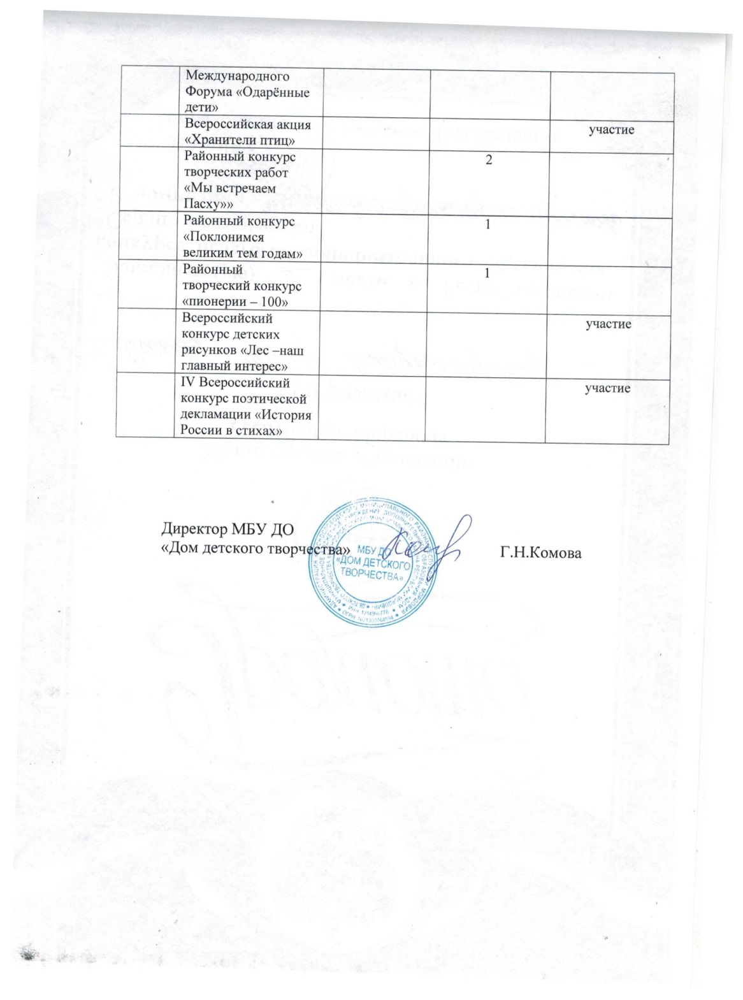 Международного
Форума «Одарённые
дети»
Всероссийская акция
«Хранители птиц»
участие
Районный конкурс
творческих работ
«Мы встречаем
Пасху»»
2
Районный конкурс
«Поклонимся
великим тем годам»
1
Районный
творческий конкурс
«пионерии – 100»
1
Всероссийский
конкурс детских
рисунков «Лес –наш
главный интерес»
участие
IV Всероссийский
конкурс поэтической
декламации «История
России в стихах»
участие
Директор МБУ ДО
«Дом детского творчества»
Г.Н.Комова
МБУ ДО
«ДОМ ДЕТСКОГО
ТВОРЧЕСТВА»